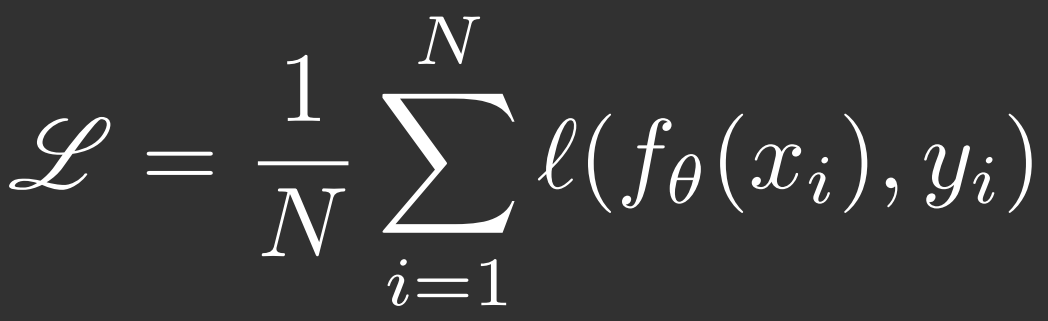 ℒ = 1/N ∑_{i=1}^{N} ℓ(f_θ(x_i), y_i)